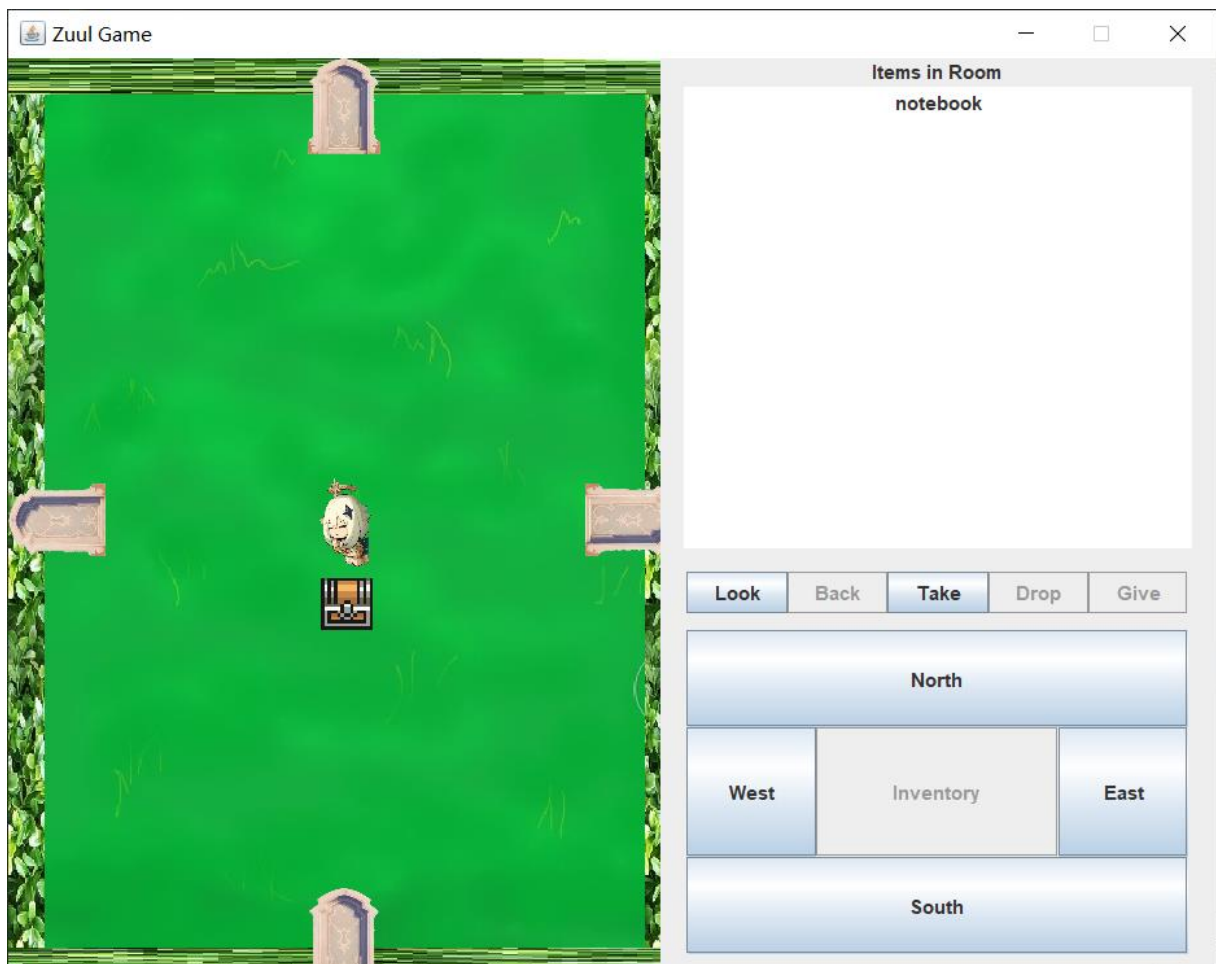 Zuul Game
Items in Room
notebook
Look Back Take Drop Give
North
West Inventory East
South